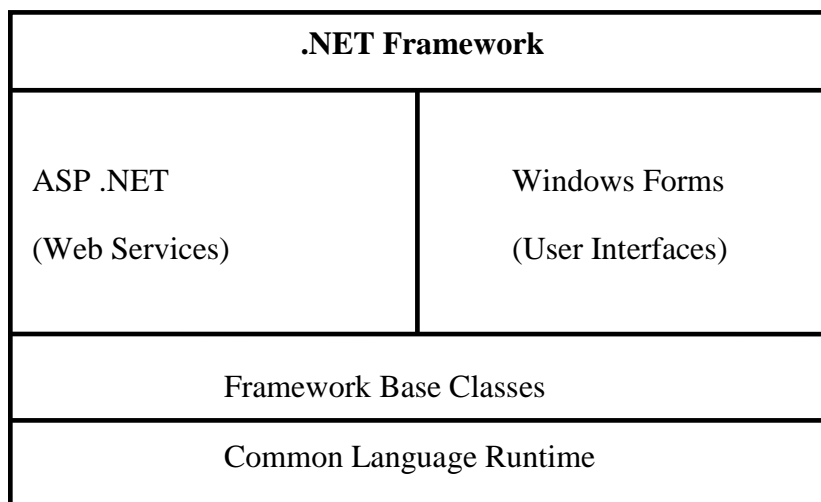 .NET Framework
ASP .NET
(Web Services)
Windows Forms
(User Interfaces)
Framework Base Classes
Common Language Runtime